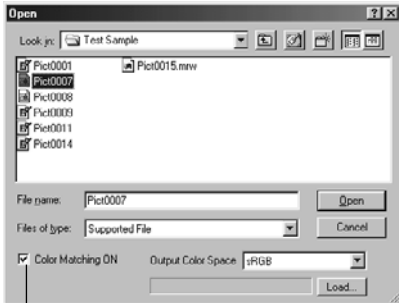 Open
Look in: Test Sample
Pict0001 Pict0015.mrw
Pict0007
Pict0008
Pict0009
Pict0011
Pict0014
File name: Pict0007 Open
Files of type: Supported File Cancel
Color Matching ON Output Color Space sRGB
Load...